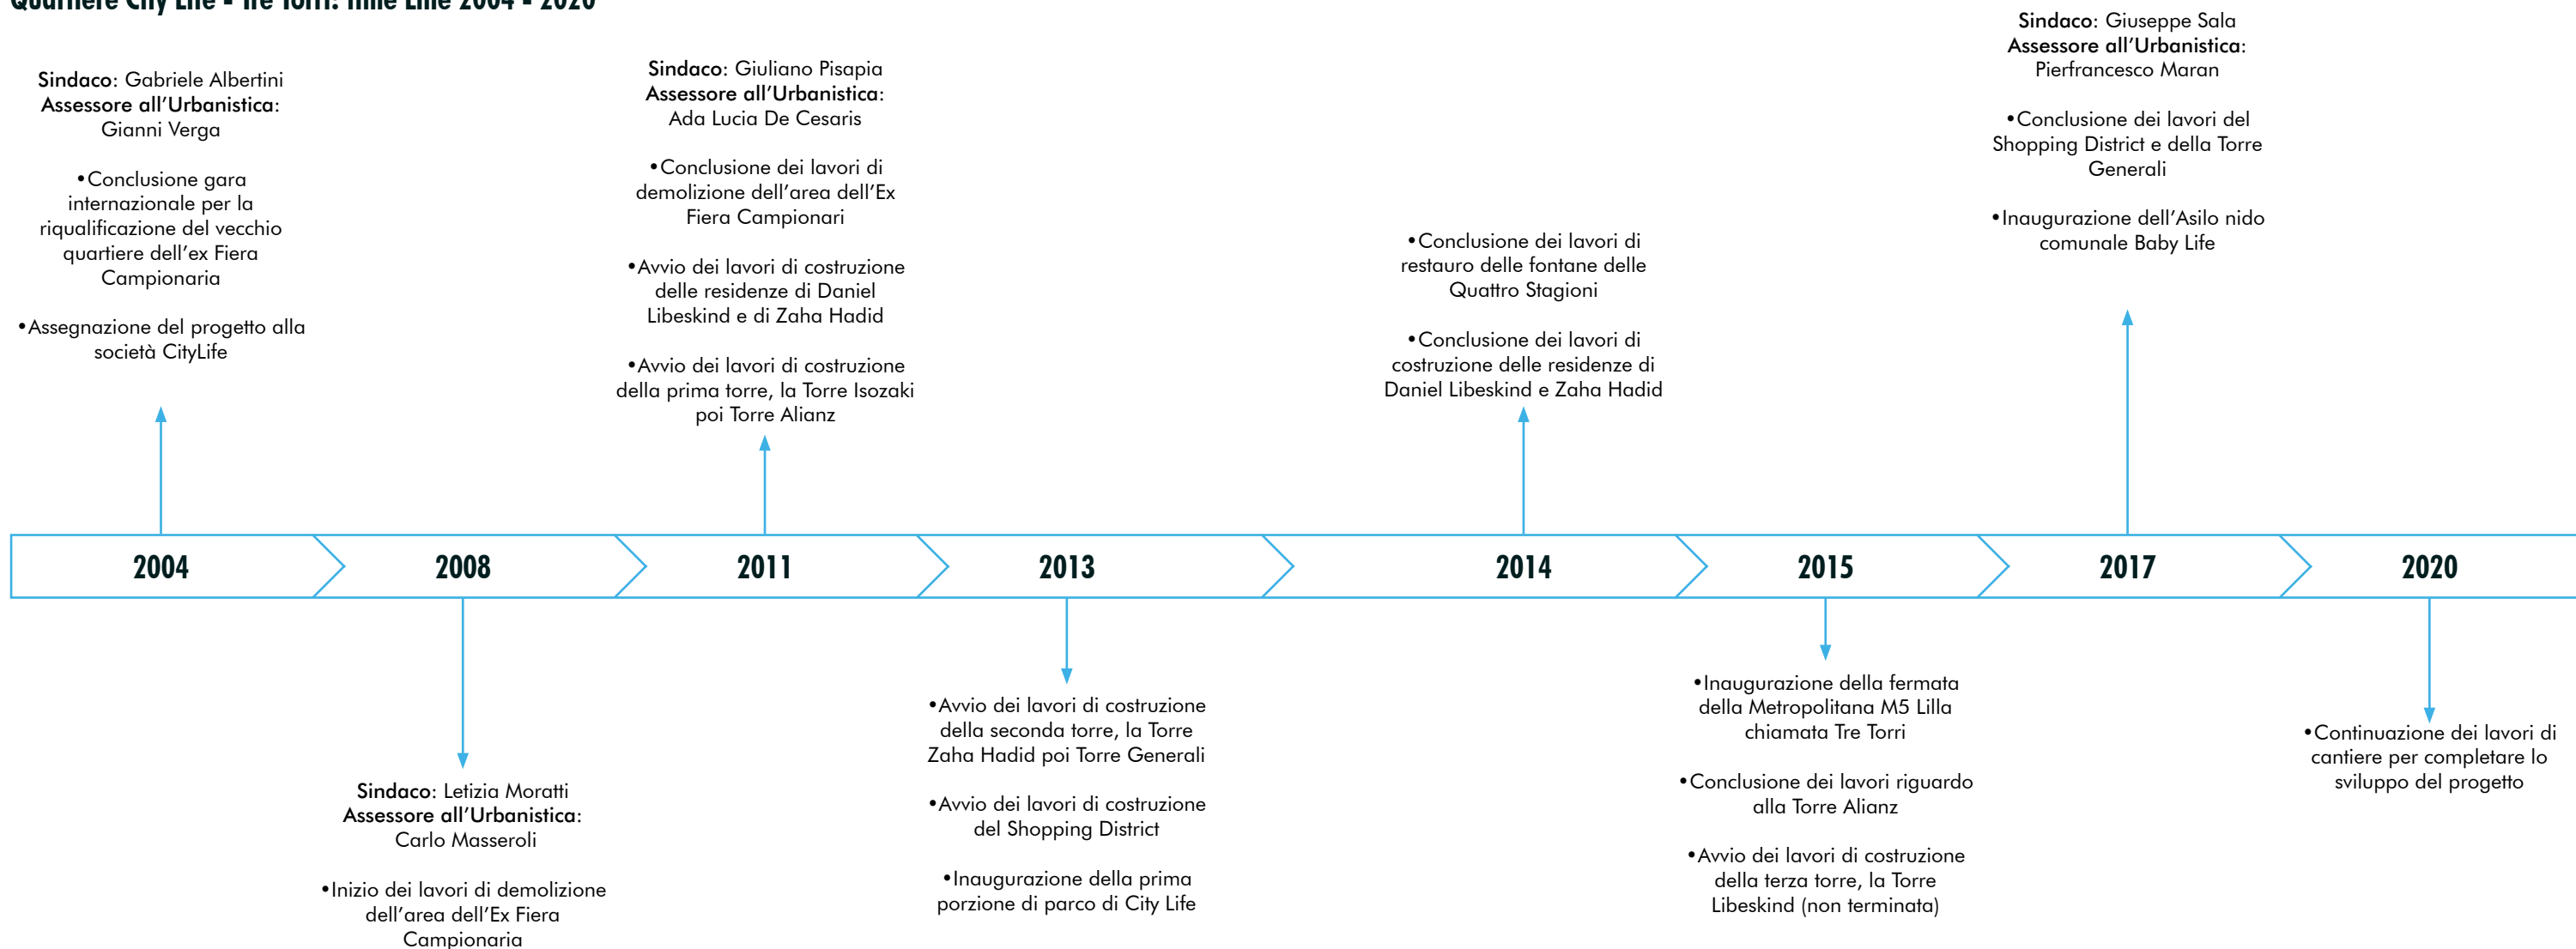 Quartiere City Life - Tre Torri: Time Line 2004 - 2020
Sindaco: Gabriele Albertini
Assessore all'Urbanistica:
Gianni Verga
•Conclusione gara
internazionale per la
riqualificazione del vecchio
quartiere dell'ex Fiera
Campionaria
•Assegnazione del progetto alla
società CityLife
Sindaco: Giuliano Pisapia
Assessore all'Urbanistica:
Ada Lucia De Cesaris
•Conclusione dei lavori di
demolizione dell'area dell'Ex
Fiera Campionari
•Avvio dei lavori di costruzione
delle residenze di Daniel
Libeskind e di Zaha Hadid
•Avvio dei lavori di costruzione
della prima torre, la Torre Isozaki
poi Torre Alianz
•Conclusione dei lavori di
restauro delle fontane delle
Quattro Stagioni
•Conclusione dei lavori di
costruzione delle residenze di
Daniel Libeskind e Zaha Hadid
Sindaco: Giuseppe Sala
Assessore all'Urbanistica:
Pierfrancesco Maran
•Conclusione dei lavori del
Shopping District e della Torre
Generali
•Inaugurazione dell'Asilo nido
comunale Baby Life
2004
2008
2011
2013
2014
2015
2017
2020
Sindaco: Letizia Moratti
Assessore all'Urbanistica:
Carlo Masseroli
•Inizio dei lavori di demolizione
dell'area dell'Ex Fiera
Campionaria
•Avvio dei lavori di costruzione
della seconda torre, la Torre
Zaha Hadid poi Torre Generali
•Avvio dei lavori di costruzione
del Shopping District
•Inaugurazione della prima
porzione di parco di City Life
•Inaugurazione della fermata
della Metropolitana M5 Lilla
chiamata Tre Torri
•Conclusione dei lavori riguardo
alla Torre Alianz
•Avvio dei lavori di costruzione
della terza torre, la Torre
Libeskind (non terminata)
•Continuazione dei lavori di
cantiere per completare lo
sviluppo del progetto